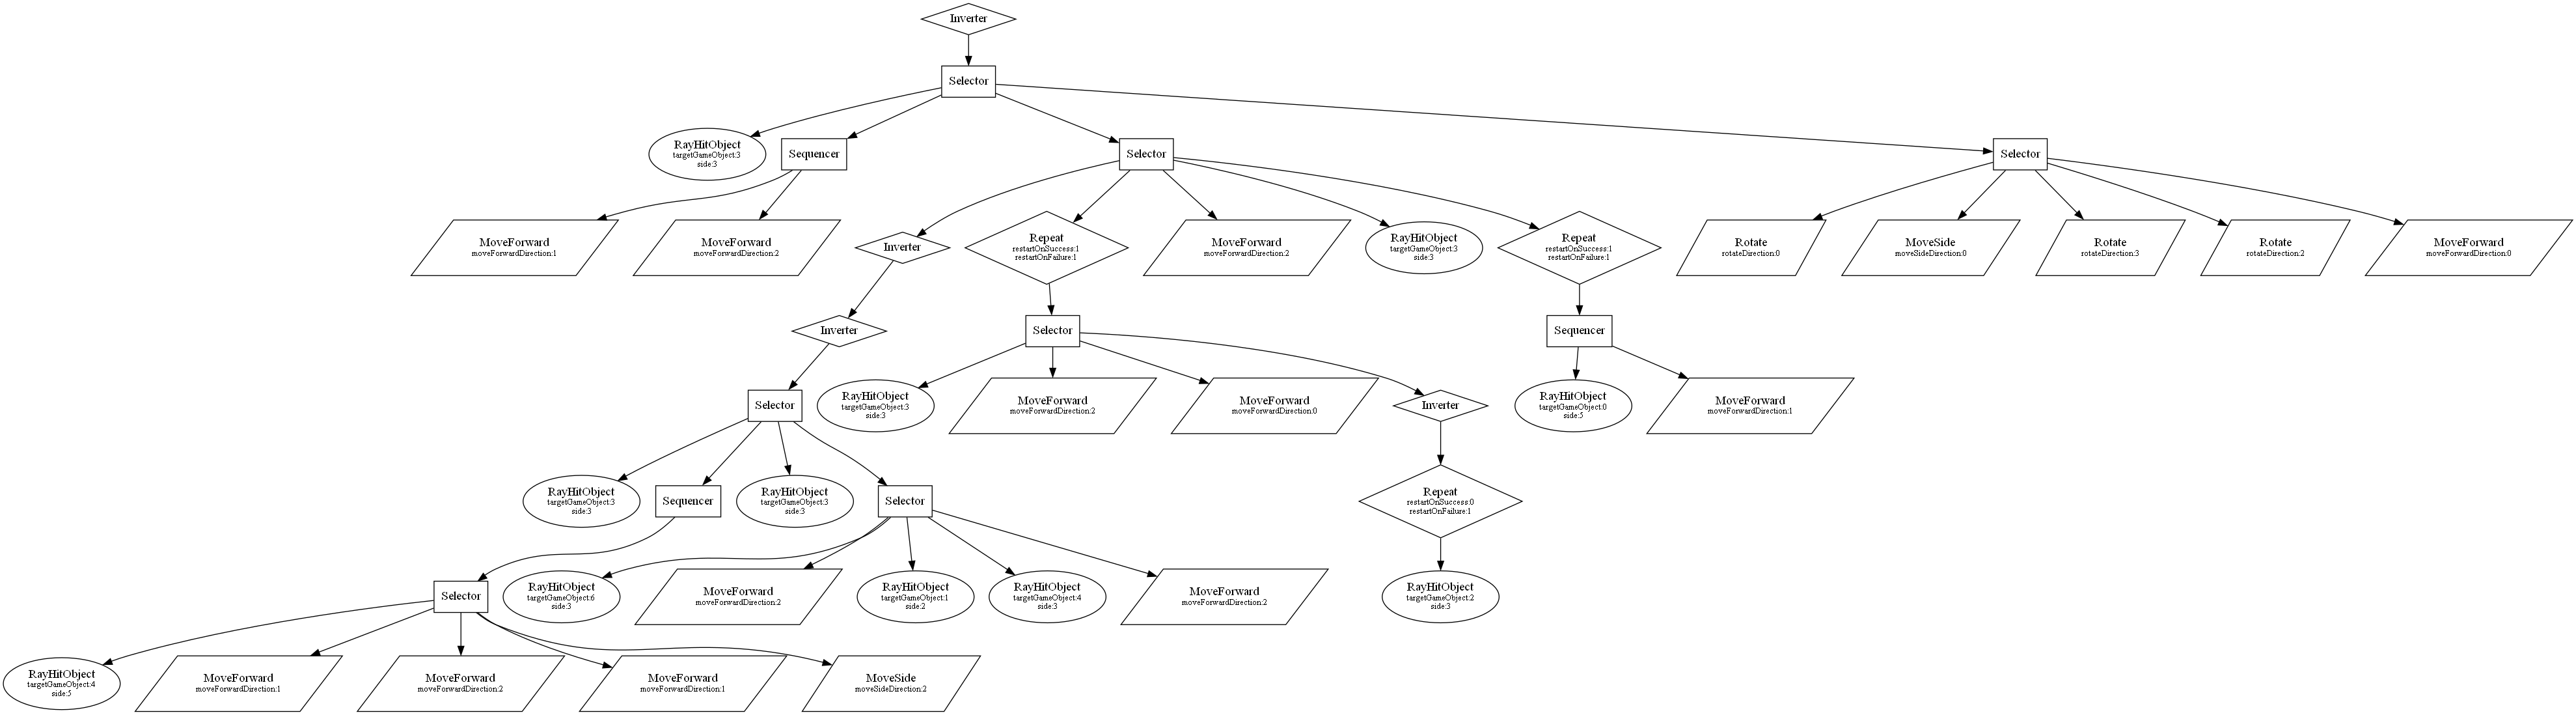 Inverter
Selector
RayHitObject
targetGameObject:3
side:3
Sequencer
Selector
Selector
MoveForward
moveForwardDirection:1
MoveForward
moveForwardDirection:2
Inverter
Repeat
restartOnSuccess:1
restartOnFailure:1
MoveForward
moveForwardDirection:2
RayHitObject
targetGameObject:3
side:3
Repeat
restartOnSuccess:1
restartOnFailure:1
Rotate
rotateDirection:0
MoveSide
moveSideDirection:0
Rotate
rotateDirection:3
Rotate
rotateDirection:2
MoveForward
moveForwardDirection:0
Inverter
Selector
Sequencer
Selector
RayHitObject
targetGameObject:3
side:3
MoveForward
moveForwardDirection:2
MoveForward
moveForwardDirection:0
Inverter
RayHitObject
targetGameObject:0
side:5
MoveForward
moveForwardDirection:1
RayHitObject
targetGameObject:3
side:3
Sequencer
RayHitObject
targetGameObject:3
side:3
Selector
Repeat
restartOnSuccess:0
restartOnFailure:1
Selector
RayHitObject
targetGameObject:6
side:3
MoveForward
moveForwardDirection:2
RayHitObject
targetGameObject:1
side:2
RayHitObject
targetGameObject:4
side:3
MoveForward
moveForwardDirection:2
RayHitObject
targetGameObject:2
side:3
RayHitObject
targetGameObject:4
side:5
MoveForward
moveForwardDirection:1
MoveForward
moveForwardDirection:2
MoveForward
moveForwardDirection:1
MoveSide
moveSideDirection:2